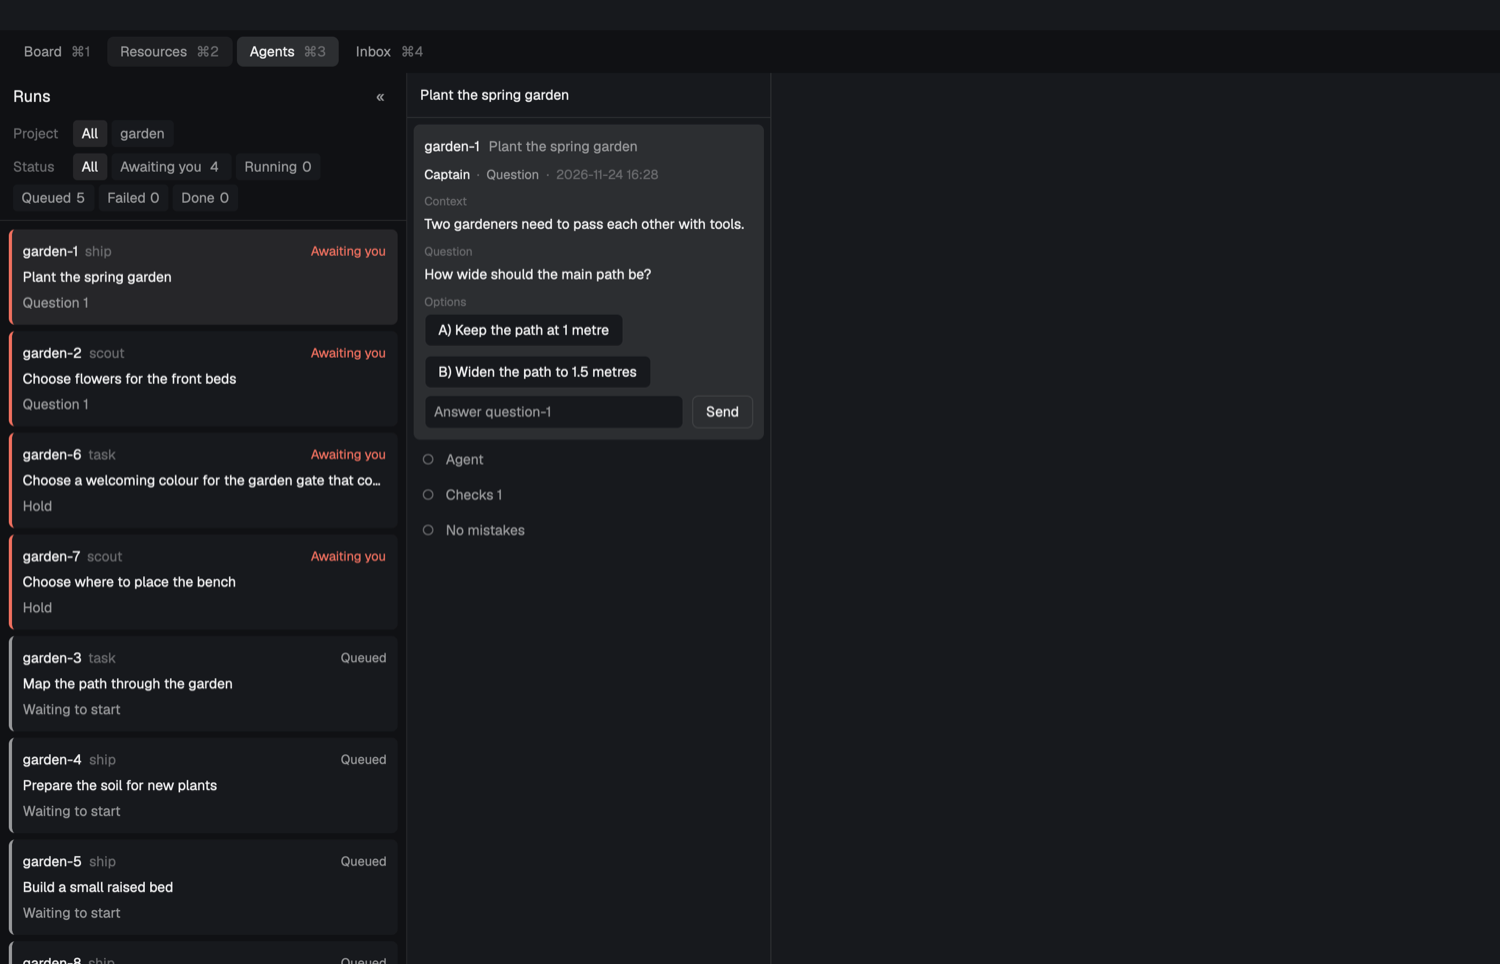 Board ⌘1 Resources ⌘2 Agents ⌘3 Inbox ⌘4
Runs «
Project All garden
Status All Awaiting you 4 Running 0
Queued 5 Failed 0 Done 0
garden-1 ship Awaiting you
Plant the spring garden
Question 1
garden-2 scout Awaiting you
Choose flowers for the front beds
Question 1
garden-6 task Awaiting you
Choose a welcoming colour for the garden gate that co...
Hold
garden-7 scout Awaiting you
Choose where to place the bench
Hold
garden-3 task Queued
Map the path through the garden
Waiting to start
garden-4 ship Queued
Prepare the soil for new plants
Waiting to start
garden-5 ship Queued
Build a small raised bed
Waiting to start
garden-8 ship Queued
Plant the spring garden
garden-1 Plant the spring garden
Captain · Question · 2026-11-24 16:28
Context
Two gardeners need to pass each other with tools.
Question
How wide should the main path be?
Options
A) Keep the path at 1 metre
B) Widen the path to 1.5 metres
Answer question-1 Send
Agent
Checks 1
No mistakes